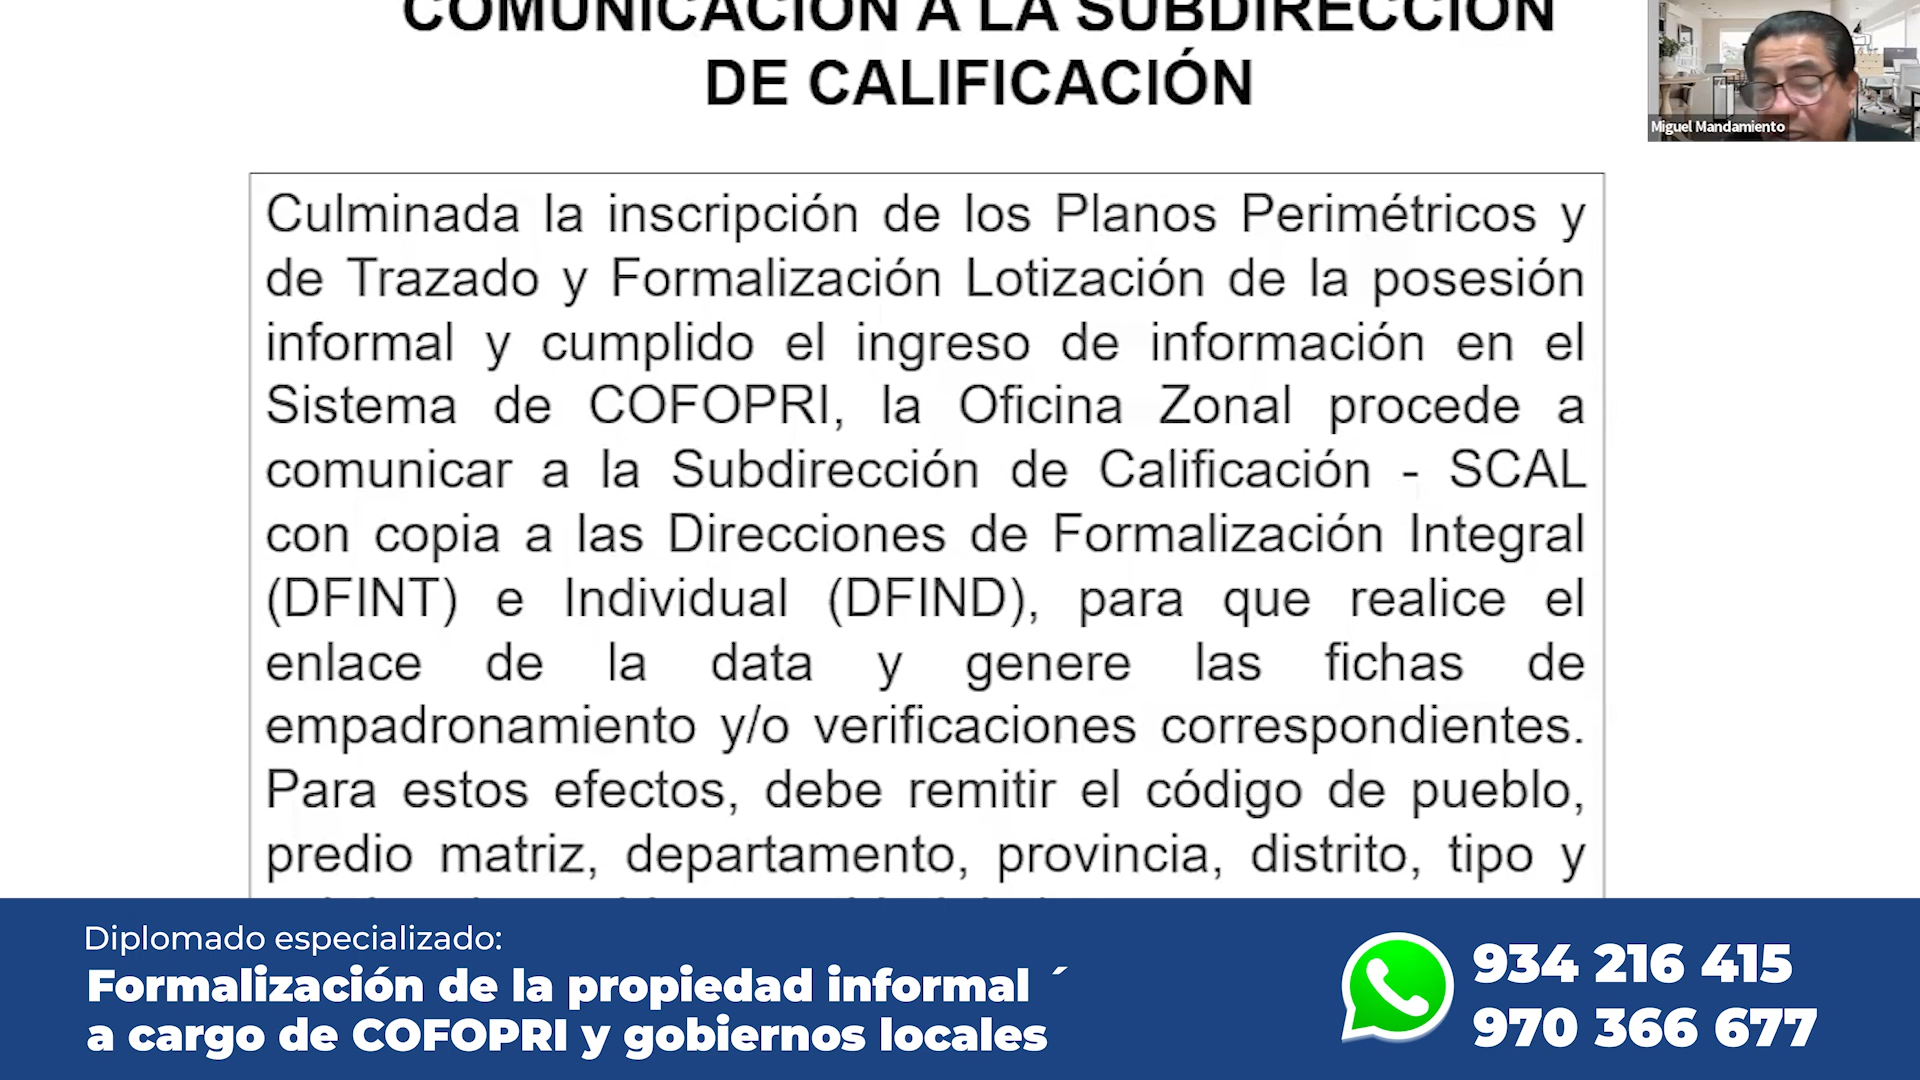 COMUNICACIÓN A LA SUBDIRECCIÓN
DE CALIFICACIÓN
Miguel Mandamiento
Culminada la inscripción de los Planos Perimétricos y
de Trazado y Formalización Lotización de la posesión
informal y cumplido el ingreso de información en el
Sistema de COFOPRI, la Oficina Zonal procede a
comunicar a la Subdirección de Calificación - SCAL
con copia a las Direcciones de Formalización Integral
(DFINT) e Individual (DFIND), para que realice el
enlace de la data y genere las fichas de
empadronamiento y/o verificaciones correspondientes.
Para estos efectos, debe remitir el código de pueblo,
predio matriz, departamento, provincia, distrito, tipo y
Diplomado especializado:
Formalización de la propiedad informal ´
a cargo de COFOPRI y gobiernos locales
934 216 415
970 366 677